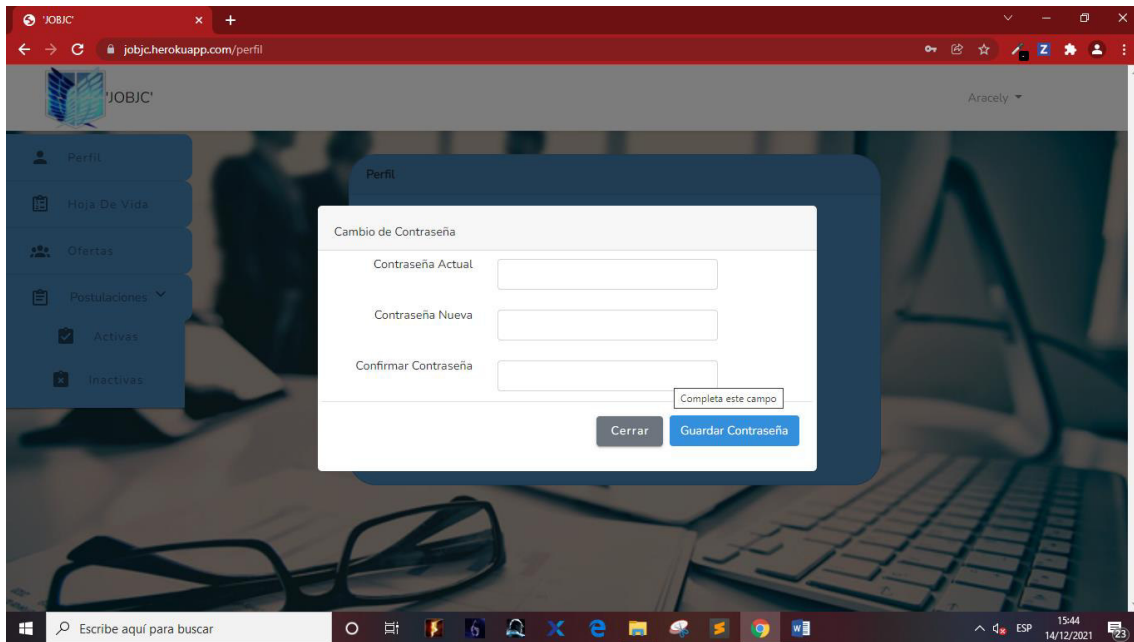 'JOBJC'
jobjc.herokuapp.com/perfil
Z
'JOBJC'
Aracely
Perfil
Hoja De Vida
Ofertas
Postulaciones
Activas
Inactivas
Perfil
Cambio de Contraseña
Contraseña Actual
Contraseña Nueva
Confirmar Contraseña
Completa este campo
Cerrar
Guardar Contraseña
Escribe aquí para buscar
ESP
15:44
14/12/2021
23